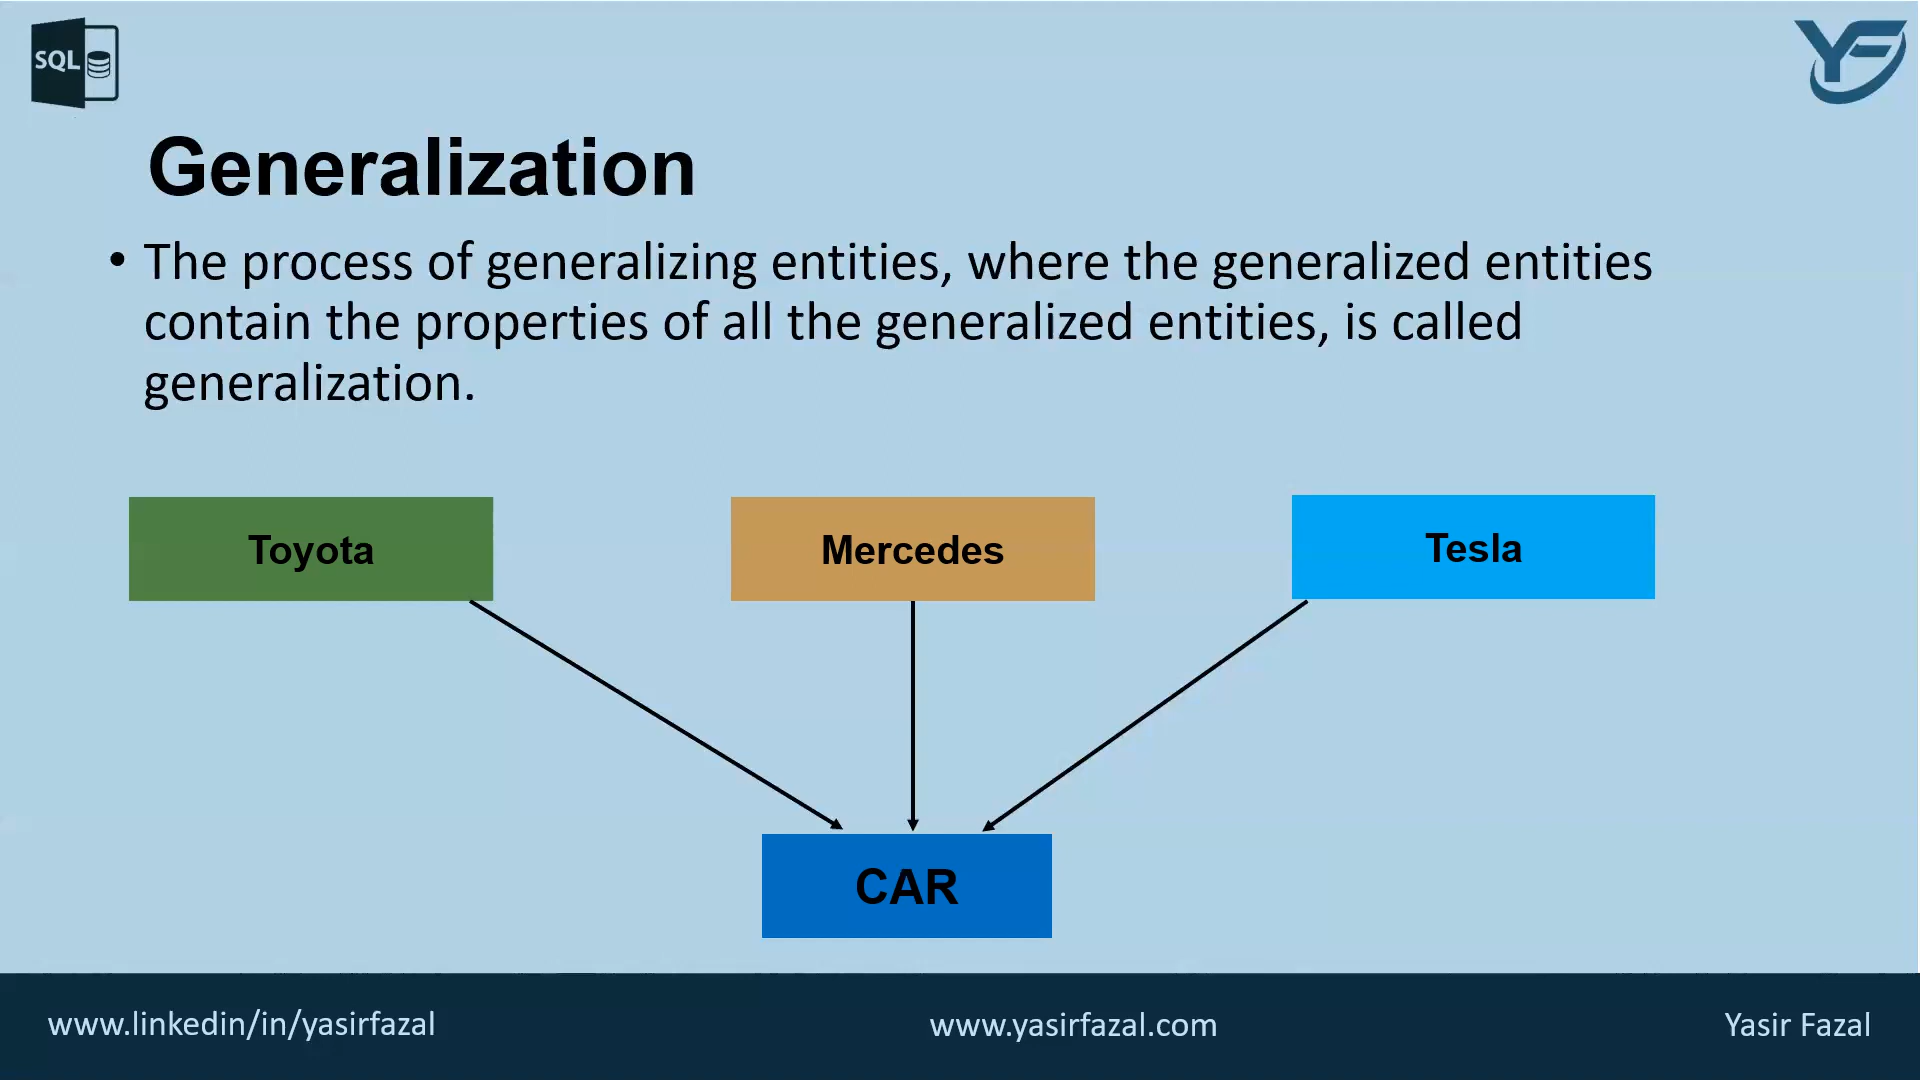 SQL
YF
Generalization
• The process of generalizing entities, where the generalized entities
contain the properties of all the generalized entities, is called
generalization.
Toyota
Mercedes
Tesla
CAR
www.linkedin/in/yasirfazal
www.yasirfazal.com
Yasir Fazal